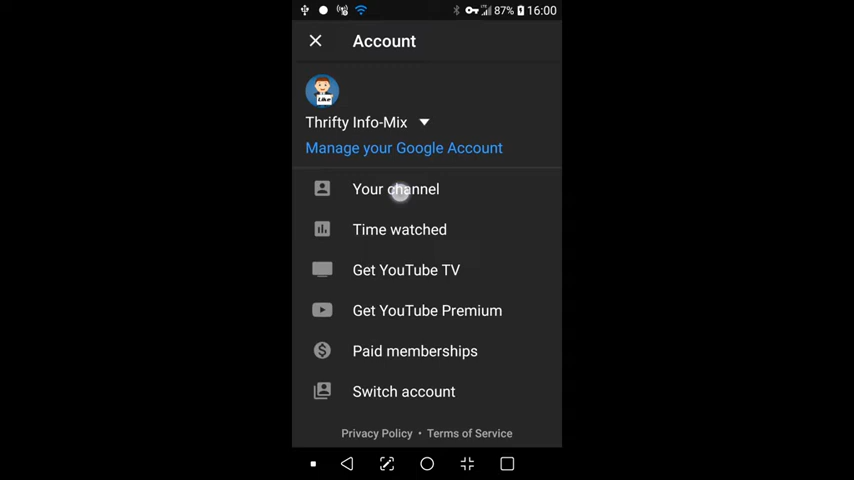 87% 16:00
Account
Like
Thrifty Info-Mix
Manage your Google Account
Your channel
Time watched
Get YouTube TV
Get YouTube Premium
Paid memberships
Switch account
Privacy Policy • Terms of Service